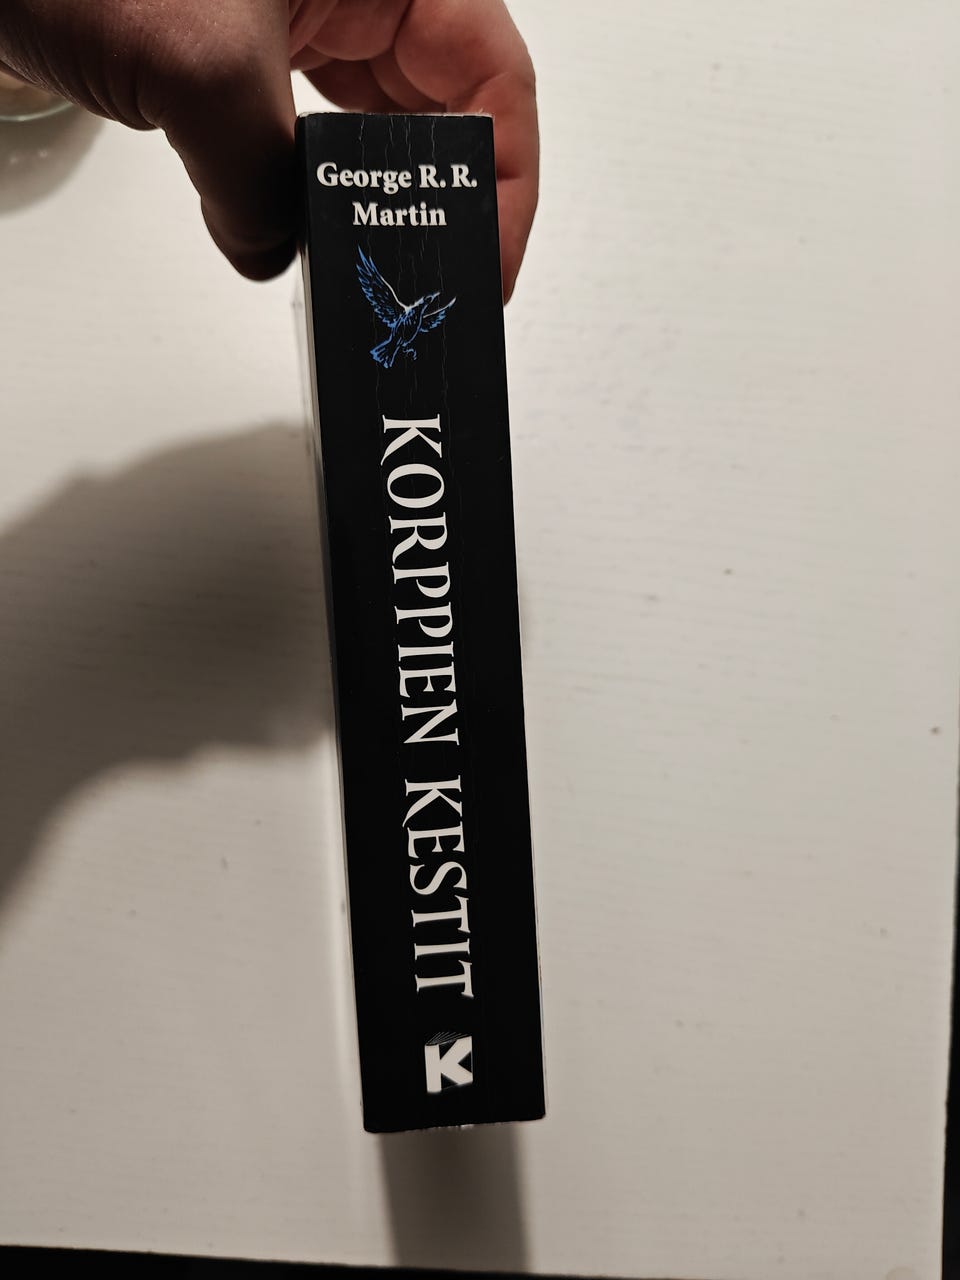 George R. R.
Martin
KORPPIEN KESTIT
K